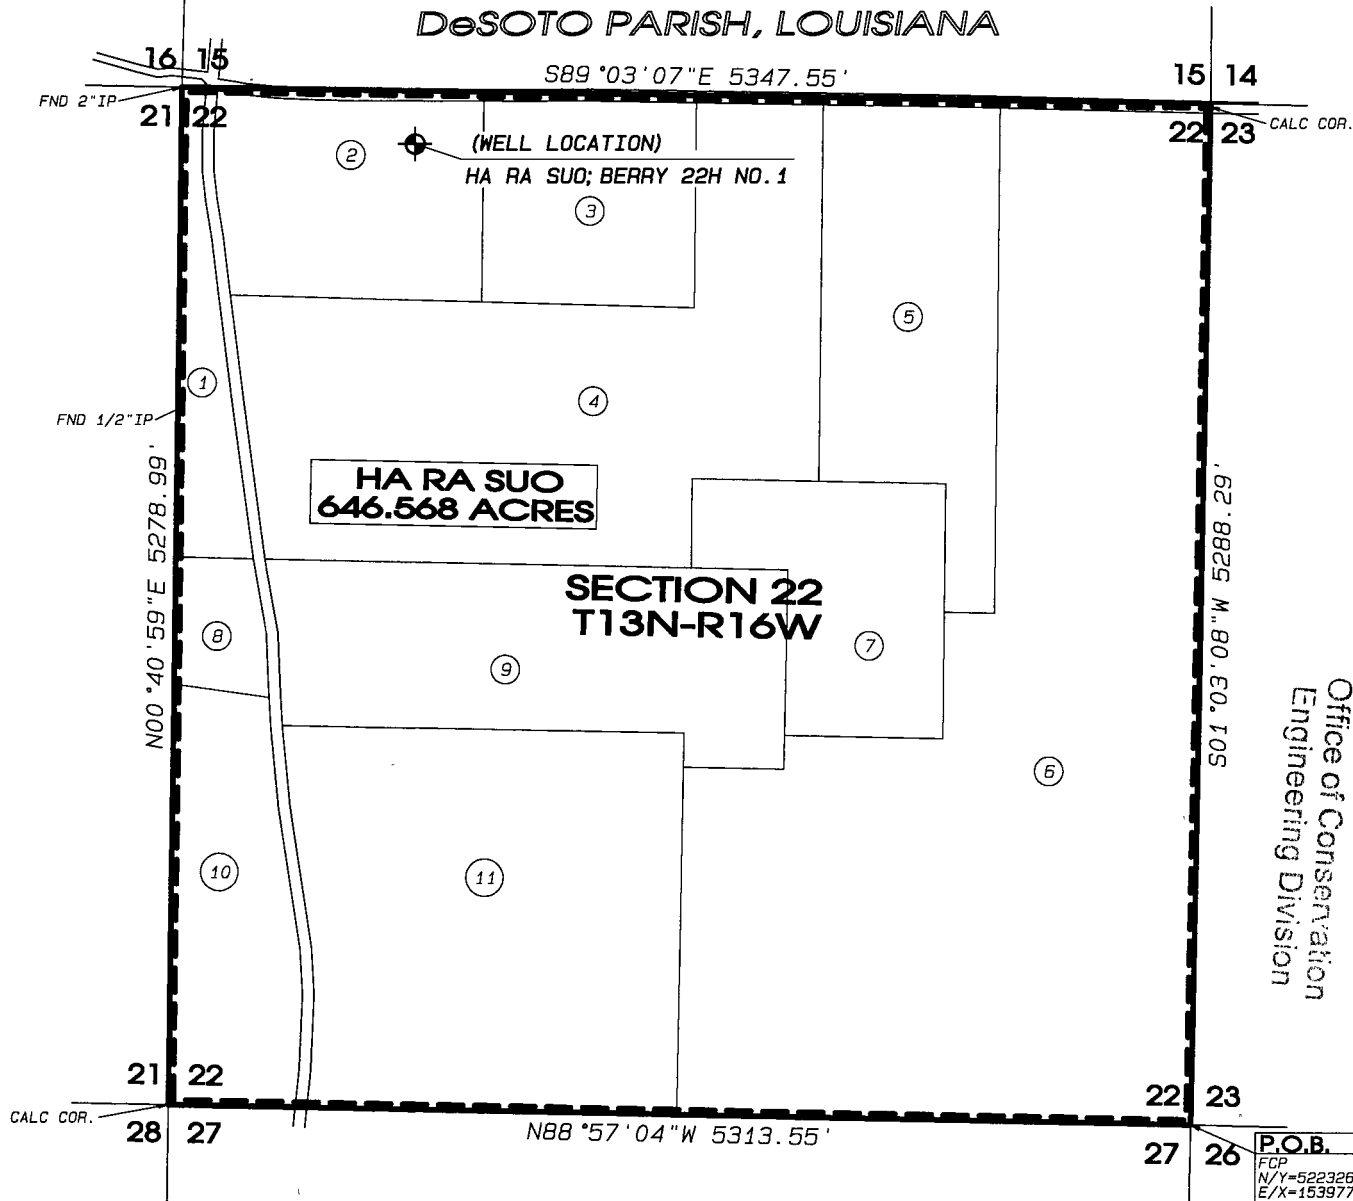 DeSOTO PARISH, LOUISIANA
16 15
S89°03'07"E 5347.55'
15 14
FND 2"IP
21 22
22 23
CALC COR.
2
(WELL LOCATION)
HA RA SUO; BERRY 22H NO.1
3
5
1
4
FND 1/2"IP
HA RA SUO
646.568 ACRES
N00°40'59"E 5278.99'
S01°03'08"W 5288.29'
SECTION 22
T13N-R16W
8
9
7
6
Office of Conservation
Engineering Division
10
11
21 22
22 23
CALC COR.
28 27
N88°57'04"W 5313.55'
27 26
P.O.B.
FCP
N/Y=522326
E/X=153977